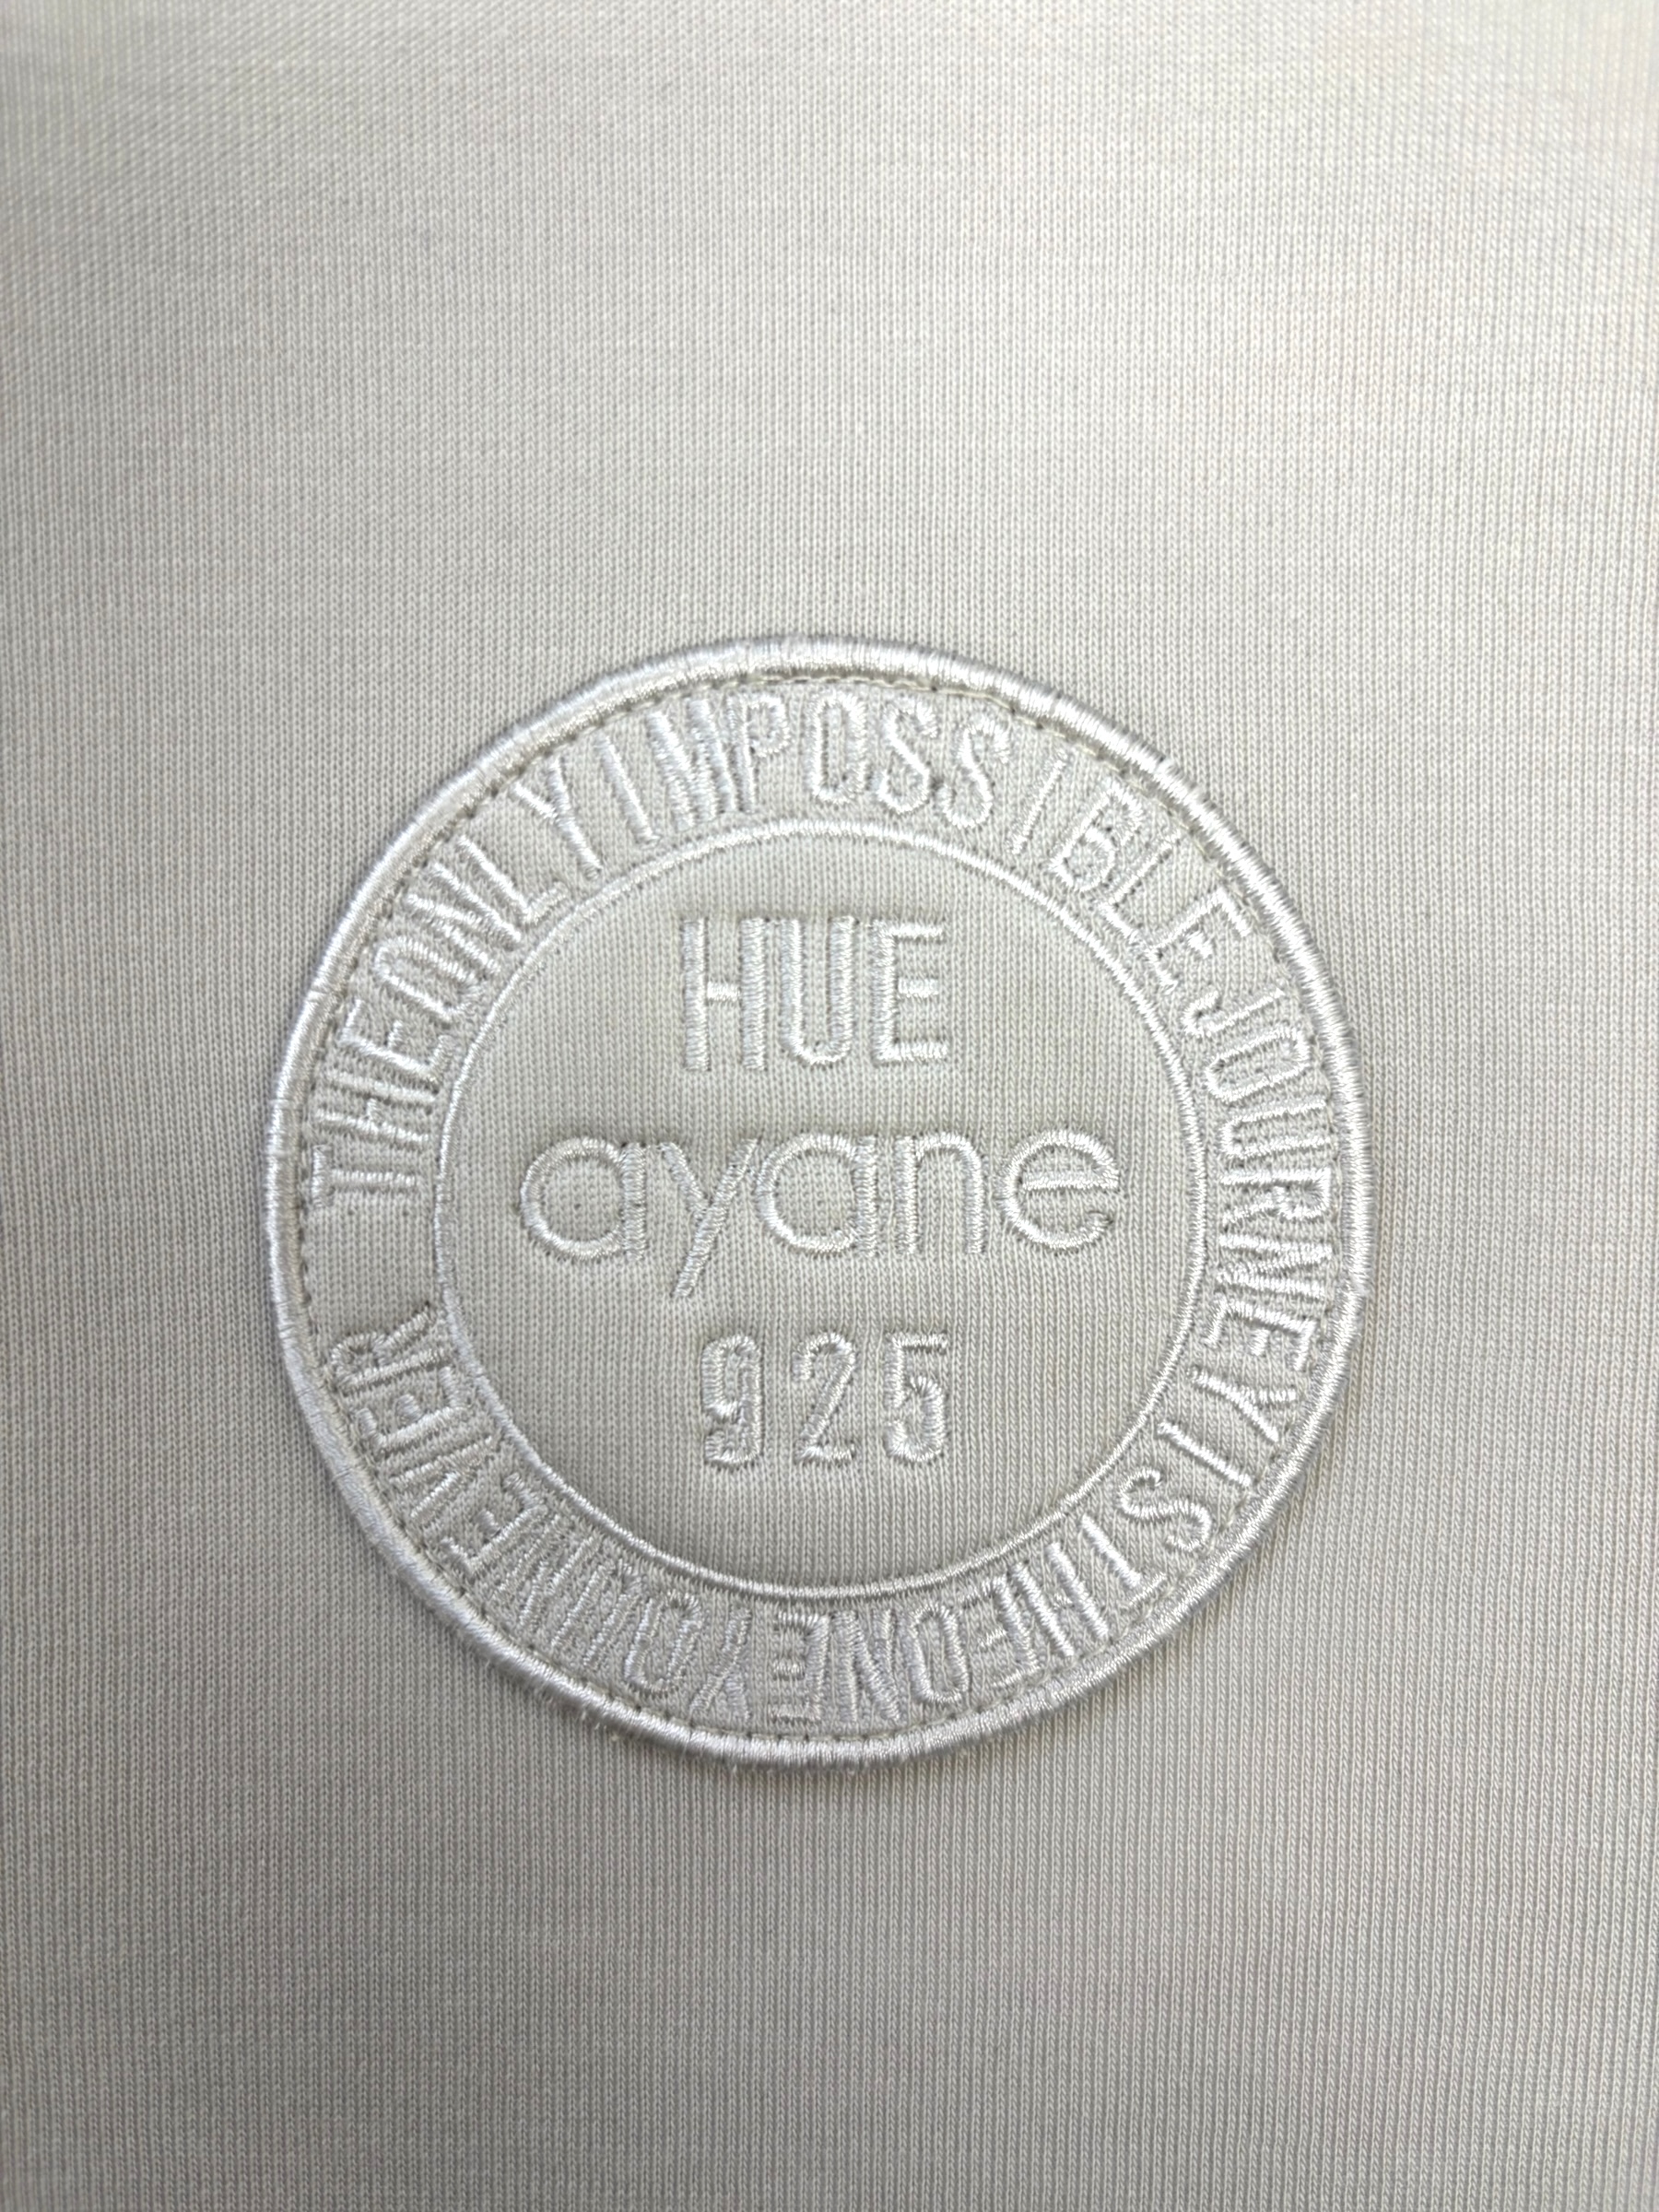 THEONLYIMPOSSIBLEJOURNEYISTHEONEYOUNEVER
HUE
ayane
925